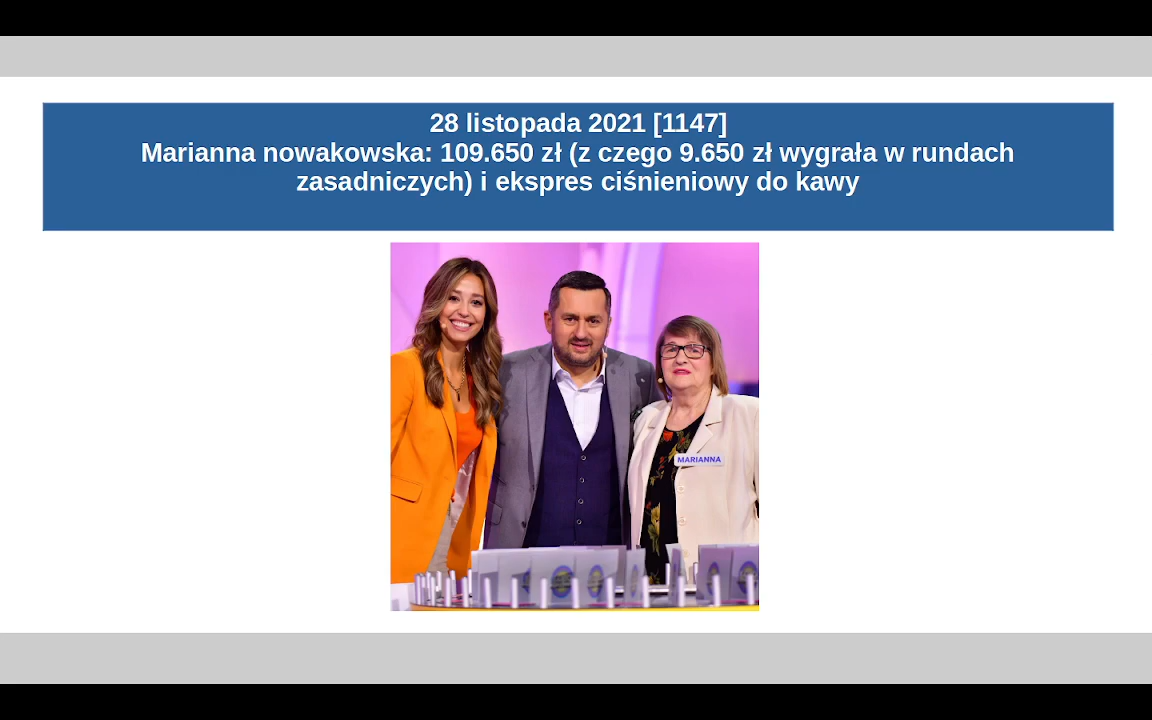 28 listopada 2021 [1147]
Marianna nowakowska: 109.650 zł (z czego 9.650 zł wygrała w rundach
zasadniczych) i ekspres ciśnieniowy do kawy
MARIANNA